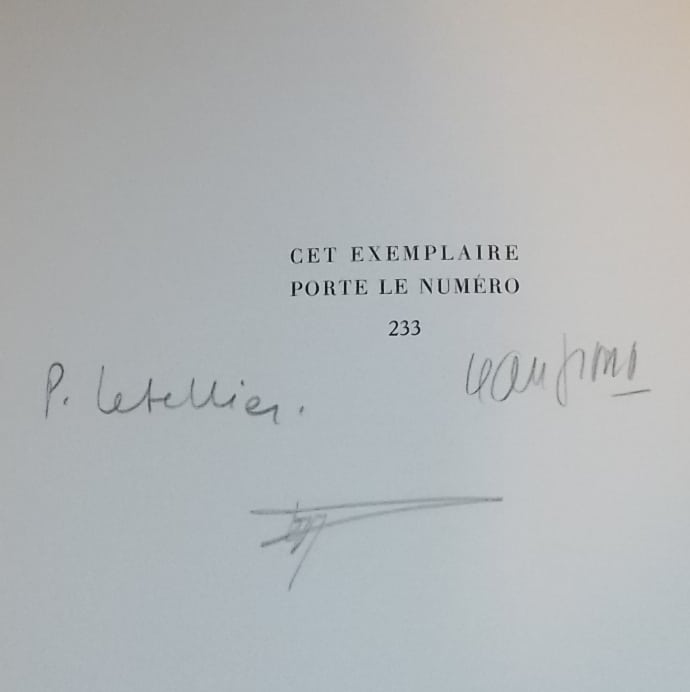 CET EXEMPLAIRE
PORTE LE NUMÉRO
233
P. Letellier.